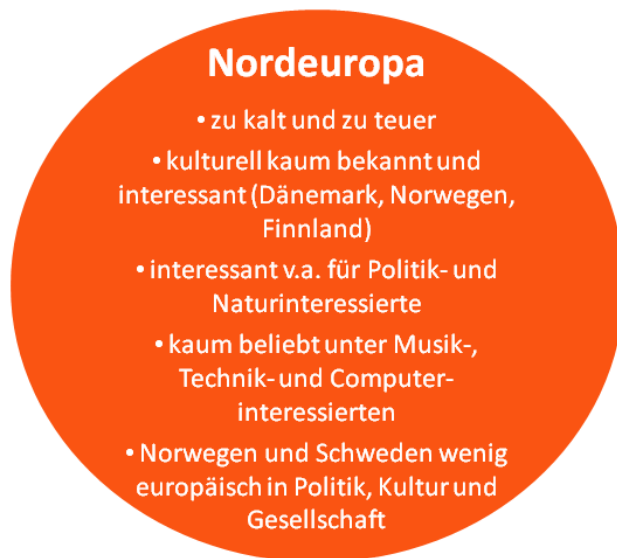 Nordeuropa
• zu kalt und zu teuer
• kulturell kaum bekannt und
interessant (Dänemark, Norwegen,
Finnland)
• interessant v.a. für Politik- und
Naturinteressierte
• kaum beliebt unter Musik-,
Technik- und Computer-
interessierten
• Norwegen und Schweden wenig
europäisch in Politik, Kultur und
Gesellschaft